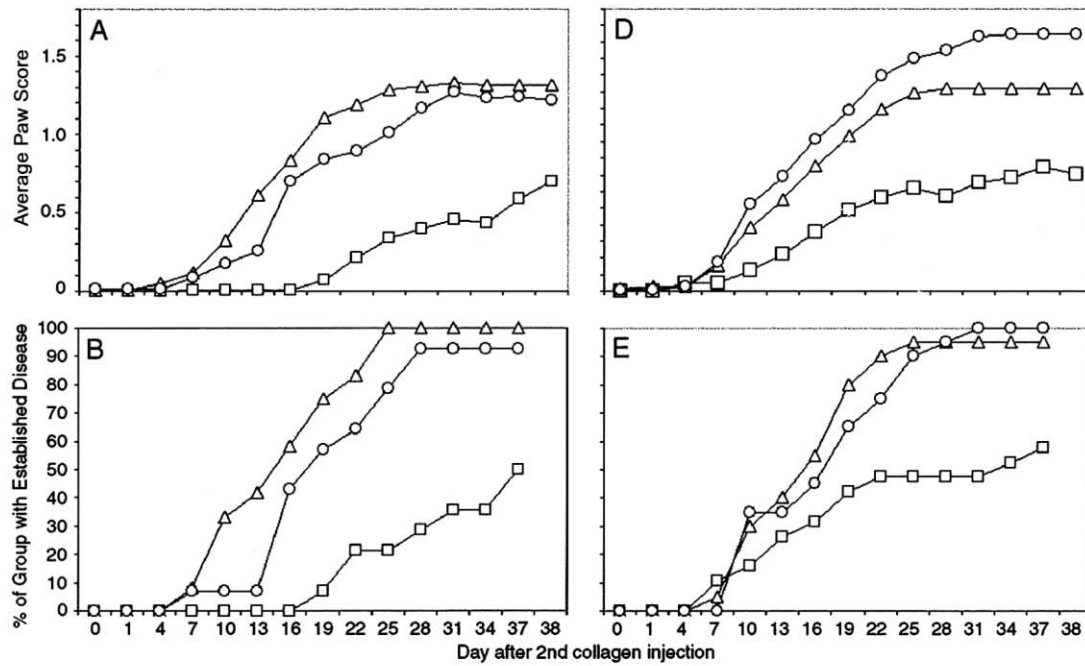 A
D
Average Paw Score
1.5
1.0
0.5
0
B
E
% of Group with Established Disease
100
90
80
70
60
50
40
30
20
10
0
0 1 4 7 10 13 16 19 22 25 28 31 34 37 38
0 1 4 7 10 13 16 19 22 25 28 31 34 37 38
Day after 2nd collagen injection